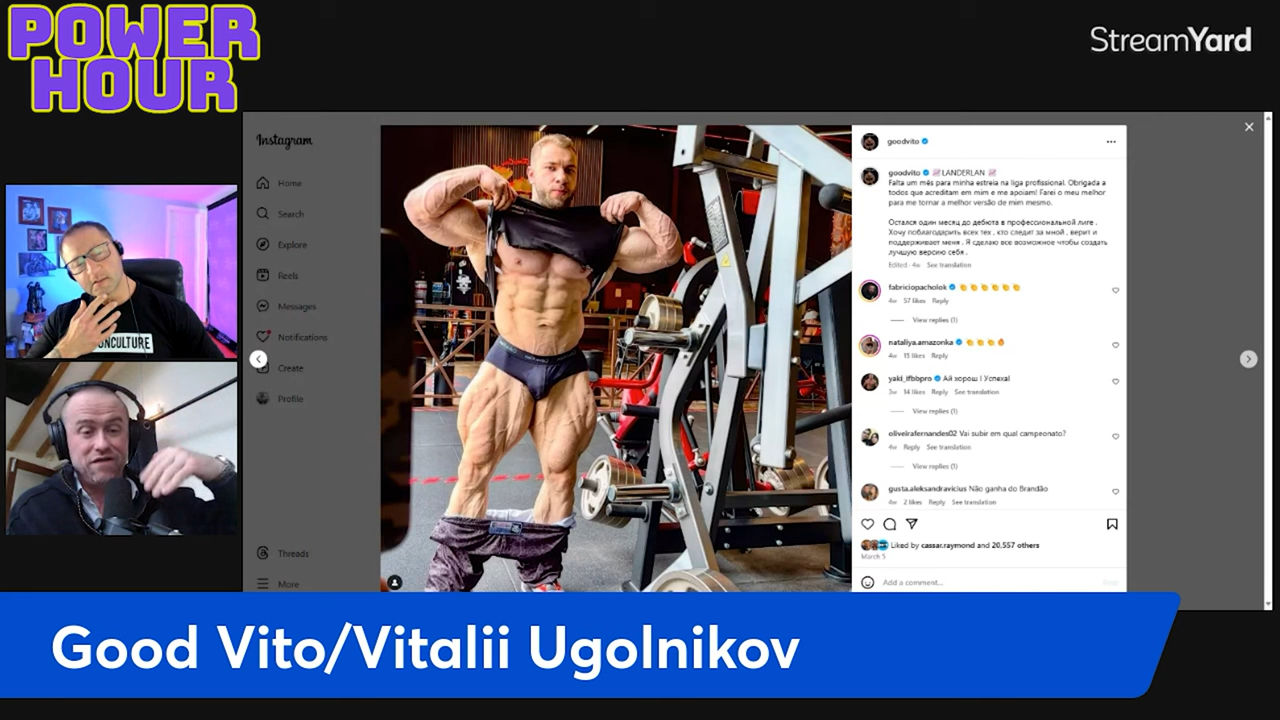 POWER
HOUR
StreamYard
CONCULTURE
Instagram
Home
Search
Explore
Reels
Messages
Notifications
Create
Profile
Threads
More
goodvito
goodvito 📈LANDERLAN 📈
Falta um mês para minha estreia na liga profissional. Obrigada a
todos que acreditam em mim e me apoiam! Farei o meu melhor
para me tornar a melhor versão de mim mesmo.
Остался один месяц до дебюта в профессиональной лиге .
Хочу поблагодарить всех тех , кто следит за мной , верит и
поддерживает меня . Я сделаю все возможное чтобы создать
лучшую версию себя .
Edited · 4w See translation
fabriciopacholok 👏👏👏👏👏👏
4w 57 likes Reply
View replies (1)
nataliya.amazonka 👏👏👏🔥
4w 15 likes Reply
yaki_ifbbpro Ай хорош ! Успеха!
3w 14 likes Reply See translation
View replies (1)
oliveirafernandes02 Vai subir em qual campeonato?
4w Reply See translation
View replies (1)
gusta.aleksandravicius Não ganha do Brandão
4w 2 likes Reply See translation
Liked by cassar.raymond and 20,557 others
March 5
Add a comment...
Post
Good Vito/Vitalii Ugolnikov